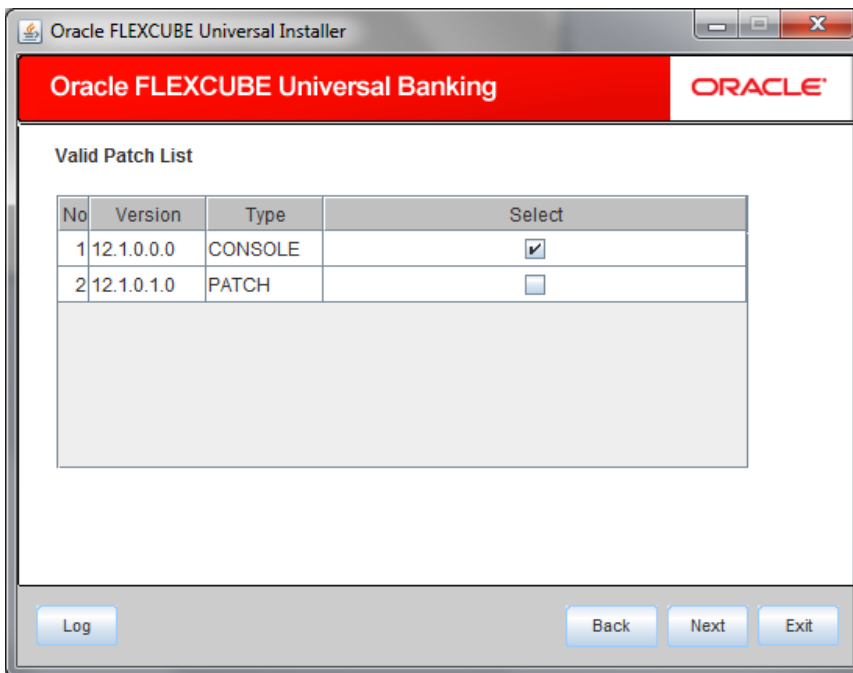 Oracle FLEXCUBE Universal Installer
Oracle FLEXCUBE Universal Banking ORACLE
Valid Patch List
No Version Type Select
1 12.1.0.0.0 CONSOLE
2 12.1.0.1.0 PATCH
Log Back Next Exit